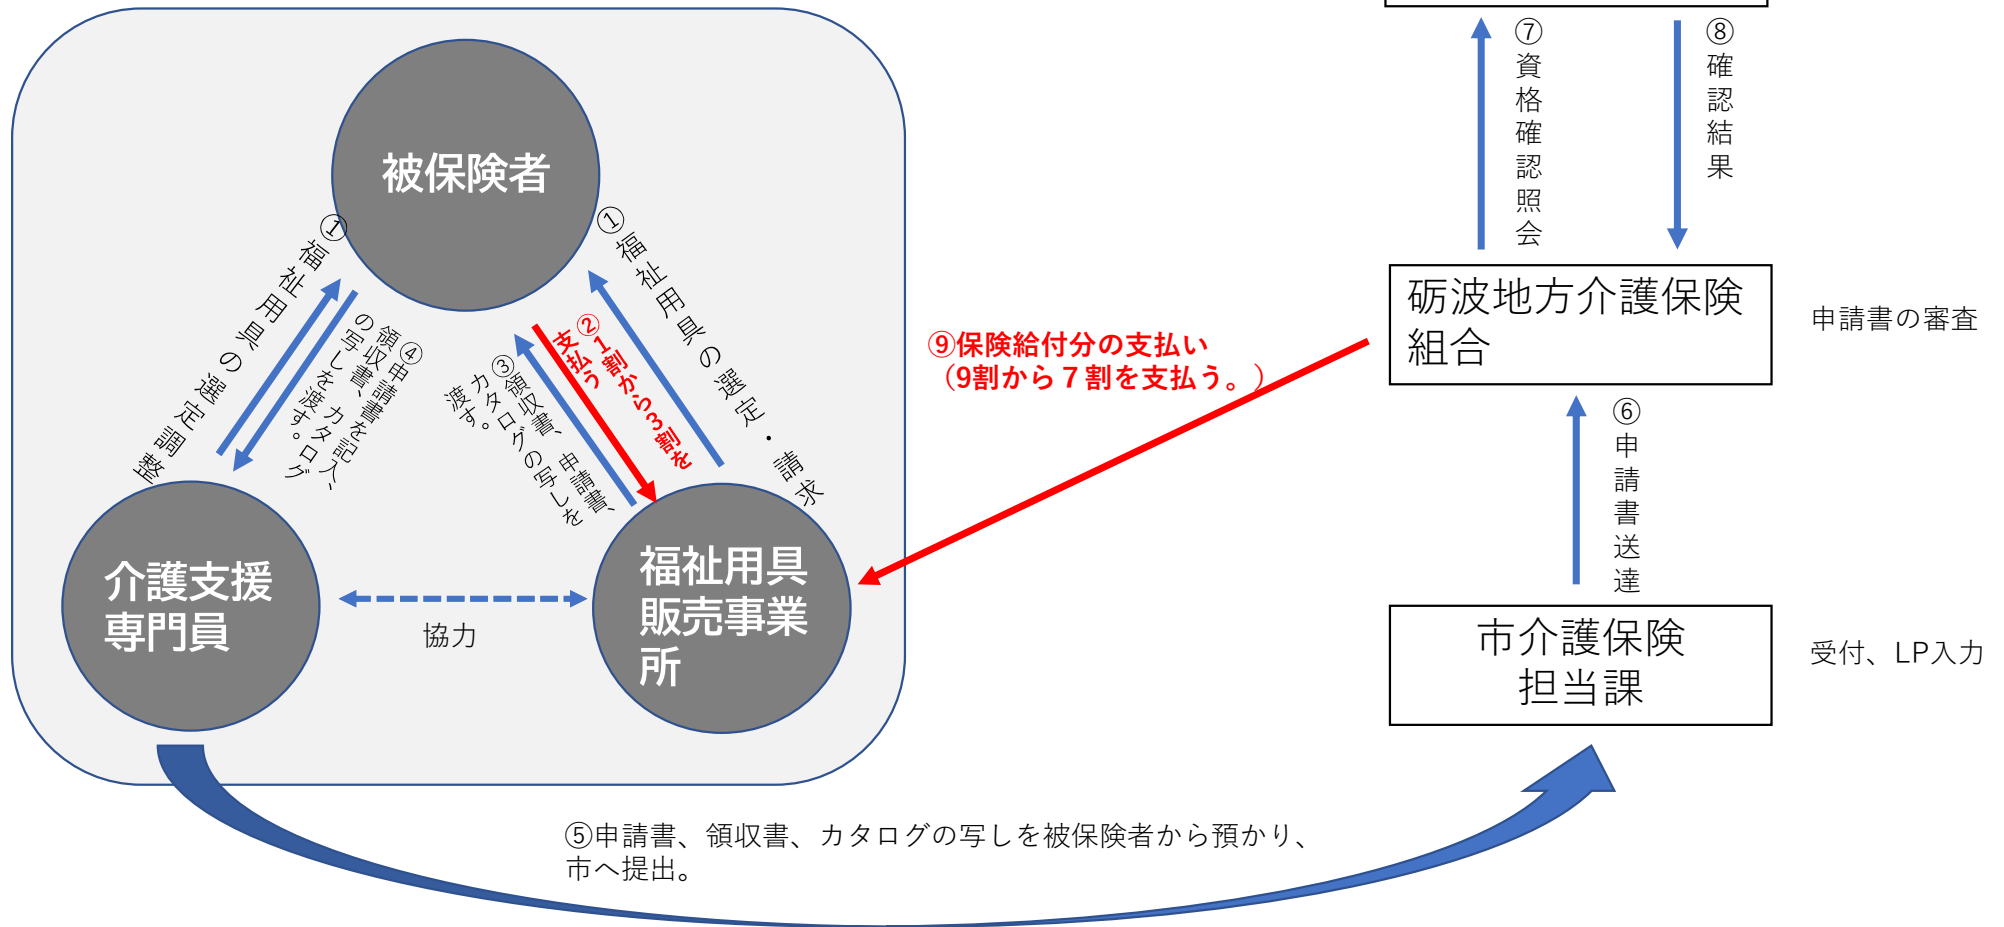 被保険者
①福祉用具の選定調整
④申請書を記入、
領収書、カタログ
の写しを渡す。
③領収書、申請書、
カタログの写しを
渡す。
②1割から3割を
支払う
①福祉用具の選定・請求
介護支援
専門員
協力
福祉用具
販売事業
所
⑨保険給付分の支払い
（9割から７割を支払う。）
⑦資格確認照会
⑧確認結果
砺波地方介護保険
組合
申請書の審査
⑥申請書送達
市介護保険
担当課
受付、LP入力
⑤申請書、領収書、カタログの写しを被保険者から預かり、
市へ提出。